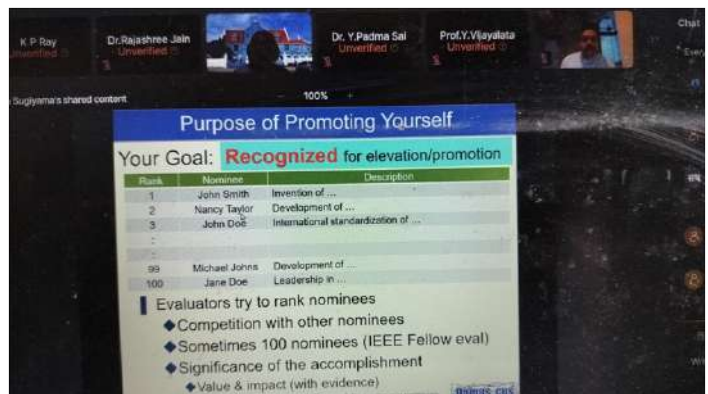 Chat
K P Ray
Unverified
Dr.Rajashree Jain
Unverified
Dr. Y.Padma Sai
Unverified
Prof.Y.Vijayalata
Unverified
Sugiyama's shared content
100%
Purpose of Promoting Yourself
Your Goal: Recognized for elevation/promotion
Rank Nominee Description
1 John Smith Invention of ...
2 Nancy Taylor Development of ...
3 John Doe International standardization of ...
:
:
99 Michael Johns Development of ...
100 Jane Doe Leadership in ...
Evaluators try to rank nominees
Competition with other nominees
Sometimes 100 nominees (IEEE Fellow eval)
Significance of the accomplishment
Value & impact (with evidence)